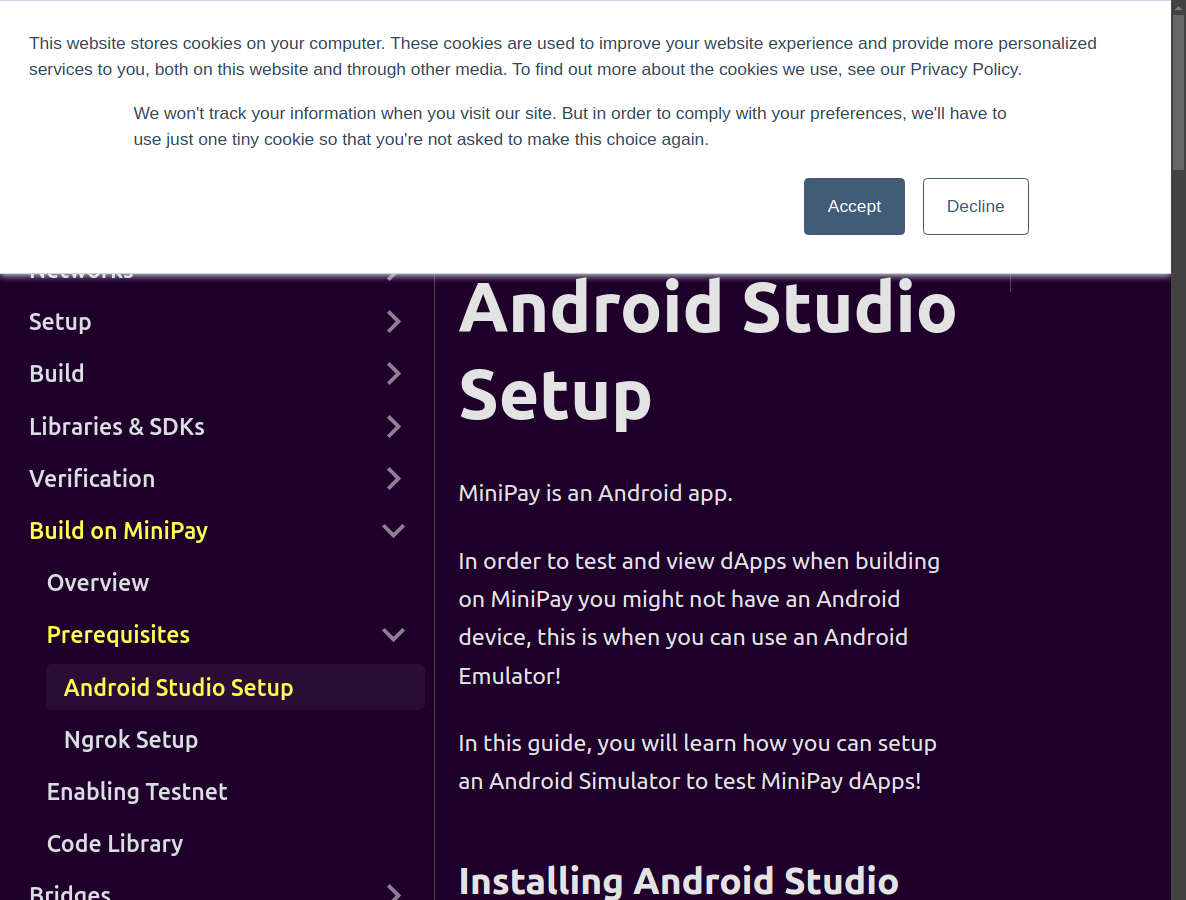 This website stores cookies on your computer. These cookies are used to improve your website experience and provide more personalized
services to you, both on this website and through other media. To find out more about the cookies we use, see our Privacy Policy.
We won't track your information when you visit our site. But in order to comply with your preferences, we'll have to
use just one tiny cookie so that you're not asked to make this choice again.
Accept
Decline
Networks
Setup
Build
Libraries & SDKs
Verification
Build on MiniPay
Overview
Prerequisites
Android Studio Setup
Ngrok Setup
Enabling Testnet
Code Library
Bridges
Android Studio
Setup
MiniPay is an Android app.
In order to test and view dApps when building
on MiniPay you might not have an Android
device, this is when you can use an Android
Emulator!
In this guide, you will learn how you can setup
an Android Simulator to test MiniPay dApps!
Installing Android Studio